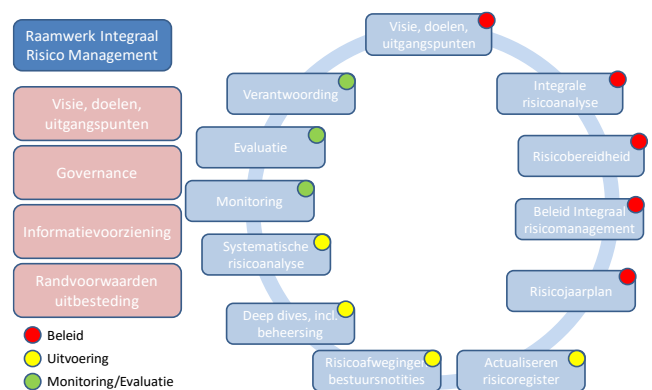 Raamwerk Integraal
Risico Management
Visie, doelen,
uitgangspunten
Governance
Informatievoorziening
Randvoorwaarden
uitbesteding
Beleid
Uitvoering
Monitoring/Evaluatie
Visie, doelen,
uitgangspunten
Integrale
risicoanalyse
Risicobereidheid
Beleid Integraal
risicomanagement
Risicojaarplan
Actualiseren
risicoregister
Risicoafwegingen
bestuursnotities
Deep dives, incl.
beheersing
Systematische
risicoanalyse
Monitoring
Evaluatie
Verantwoording